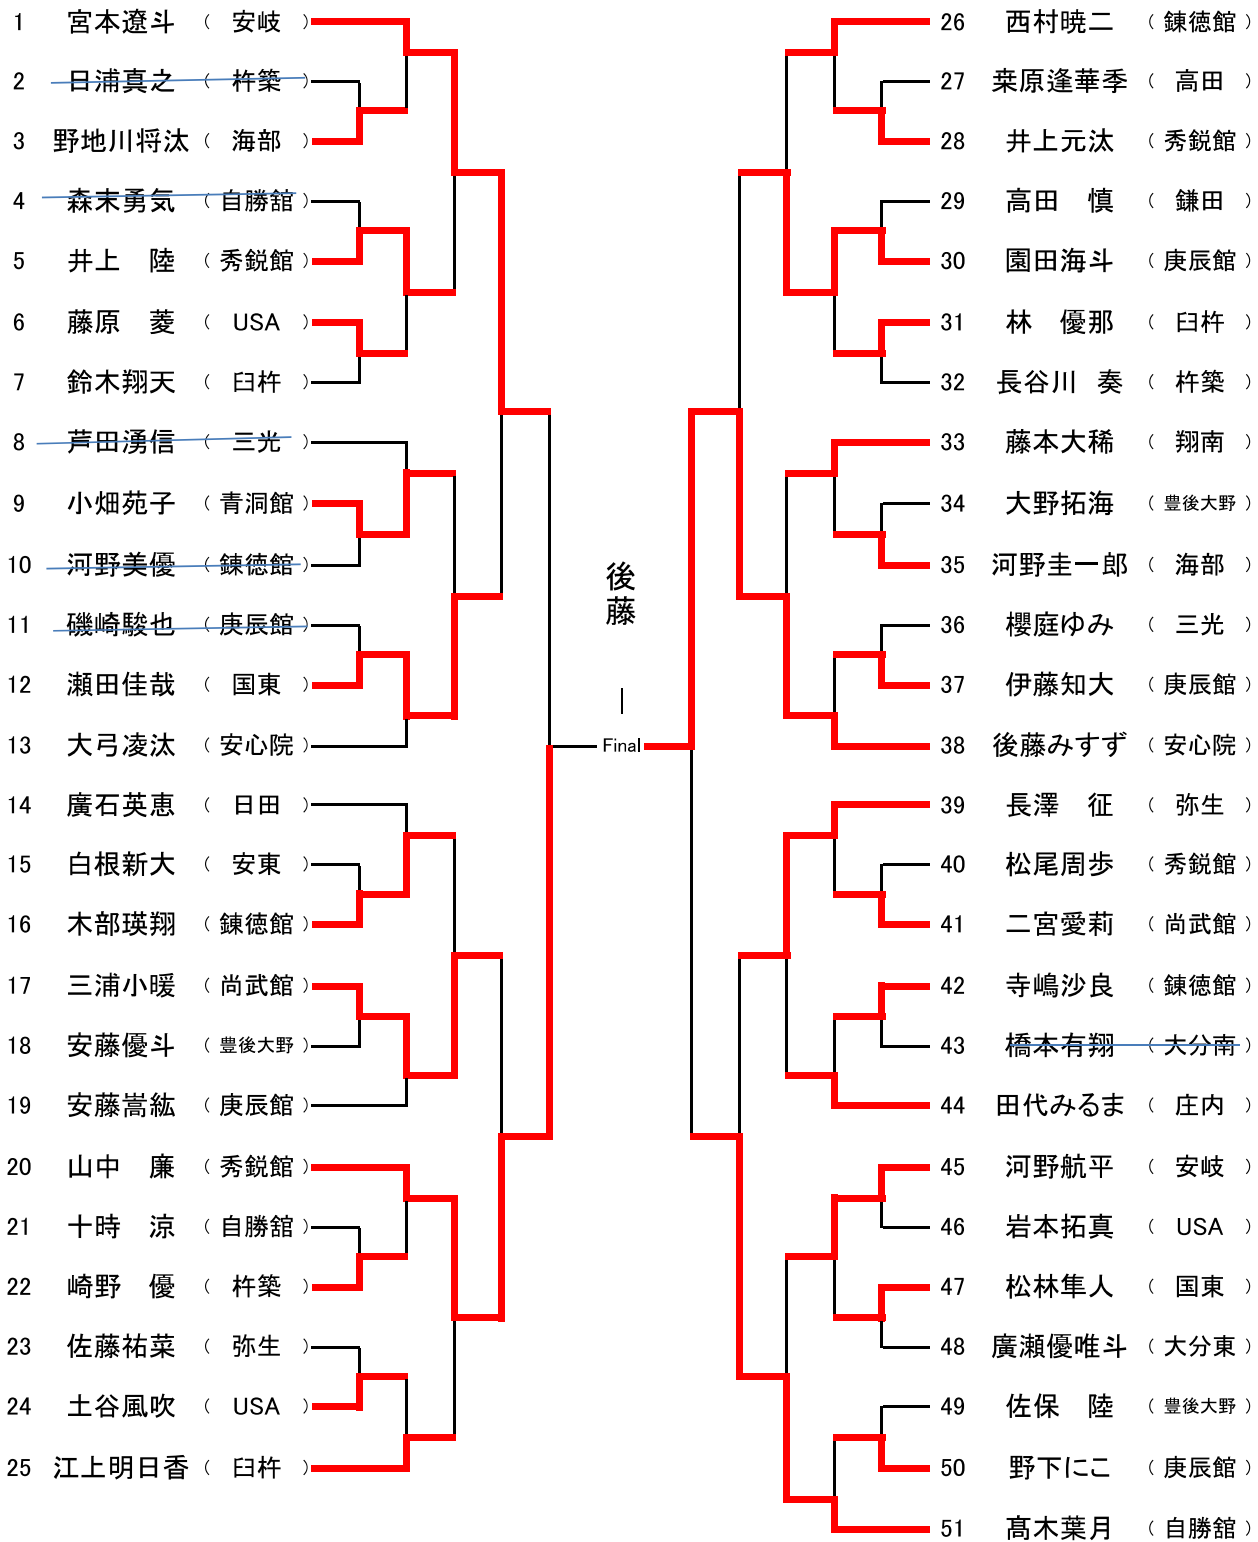 1 宮本遼斗 （ 安岐 ）
2 日浦真之 （ 杵築 ）
3 野地川将汰 （ 海部 ）
4 森末勇気 （ 自勝舘 ）
5 井上　陸 （ 秀鋭館 ）
6 藤原　菱 （ USA ）
7 鈴木翔天 （ 臼杵 ）
8 芦田湧信 （ 三光 ）
9 小畑苑子 （ 青洞館 ）
10 河野美優 （ 錬徳館 ）
11 磯崎駿也 （ 庚辰館 ）
12 瀬田佳哉 （ 国東 ）
13 大弓凌汰 （ 安心院 ）
14 廣石英恵 （ 日田 ）
15 白根新大 （ 安東 ）
16 木部瑛翔 （ 錬徳館 ）
17 三浦小暖 （ 尚武館 ）
18 安藤優斗 （ 豊後大野 ）
19 安藤嵩紘 （ 庚辰館 ）
20 山中　廉 （ 秀鋭館 ）
21 十時　涼 （ 自勝舘 ）
22 崎野　優 （ 杵築 ）
23 佐藤祐菜 （ 弥生 ）
24 土谷風吹 （ USA ）
25 江上明日香 （ 臼杵 ）
後藤
｜
Final
26 西村暁二 （ 錬徳館 ）
27 桒原逢華季 （ 高田 ）
28 井上元汰 （ 秀鋭館 ）
29 高田　慎 （ 鎌田 ）
30 園田海斗 （ 庚辰館 ）
31 林　優那 （ 臼杵 ）
32 長谷川　奏 （ 杵築 ）
33 藤本大稀 （ 翔南 ）
34 大野拓海 （ 豊後大野 ）
35 河野圭一郎 （ 海部 ）
36 櫻庭ゆみ （ 三光 ）
37 伊藤知大 （ 庚辰館 ）
38 後藤みすず （ 安心院 ）
39 長澤　征 （ 弥生 ）
40 松尾周歩 （ 秀鋭館 ）
41 二宮愛莉 （ 尚武館 ）
42 寺嶋沙良 （ 錬徳館 ）
43 橋本有翔 （ 大分南 ）
44 田代みるま （ 庄内 ）
45 河野航平 （ 安岐 ）
46 岩本拓真 （ USA ）
47 松林隼人 （ 国東 ）
48 廣瀬優唯斗 （ 大分東 ）
49 佐保　陸 （ 豊後大野 ）
50 野下にこ （ 庚辰館 ）
51 髙木葉月 （ 自勝舘 ）